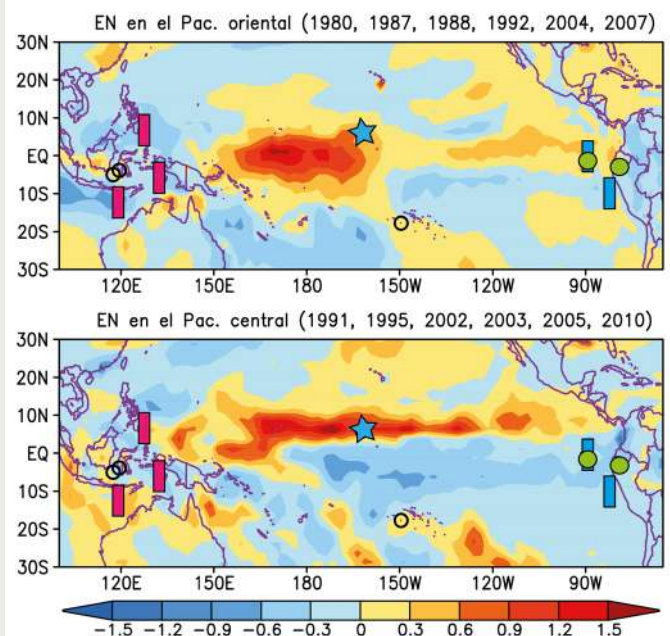 EN en el Pac. oriental (1980, 1987, 1988, 1992, 2004, 2007)
30N
20N
10N
EQ
10S
20S
30S
120E 150E 180 150W 120W 90W
EN en el Pac. central (1991, 1995, 2002, 2003, 2005, 2010)
30N
20N
10N
EQ
10S
20S
30S
120E 150E 180 150W 120W 90W
−1.5 −1.2 −0.9 −0.6 −0.3 0 0.3 0.6 0.9 1.2 1.5